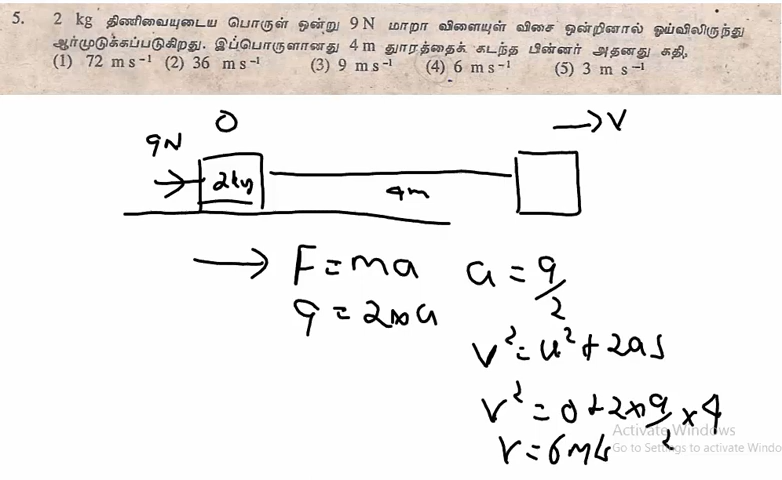 5. 2 kg திணிவையுடைய பொருள் ஒன்று 9 N மாறா விளையுள் விசை ஒன்றினால் ஓய்விலிருந்து
ஆர்முடுக்கப்படுகிறது. இப்பொருளானது 4 m தூரத்தைக் கடந்த பின்னர் அதனது கதி,
(1) 72 m s⁻¹ (2) 36 m s⁻¹ (3) 9 m s⁻¹ (4) 6 m s⁻¹ (5) 3 m s⁻¹
0
→V
9N
2kg
4m
→ F = ma
a = 9/2
9 = 2×a
V² = u² + 2as
V² = 0 + 2×9/2 × 4
V = 6m/s
Activate Windows
Go to Settings to activate Windo